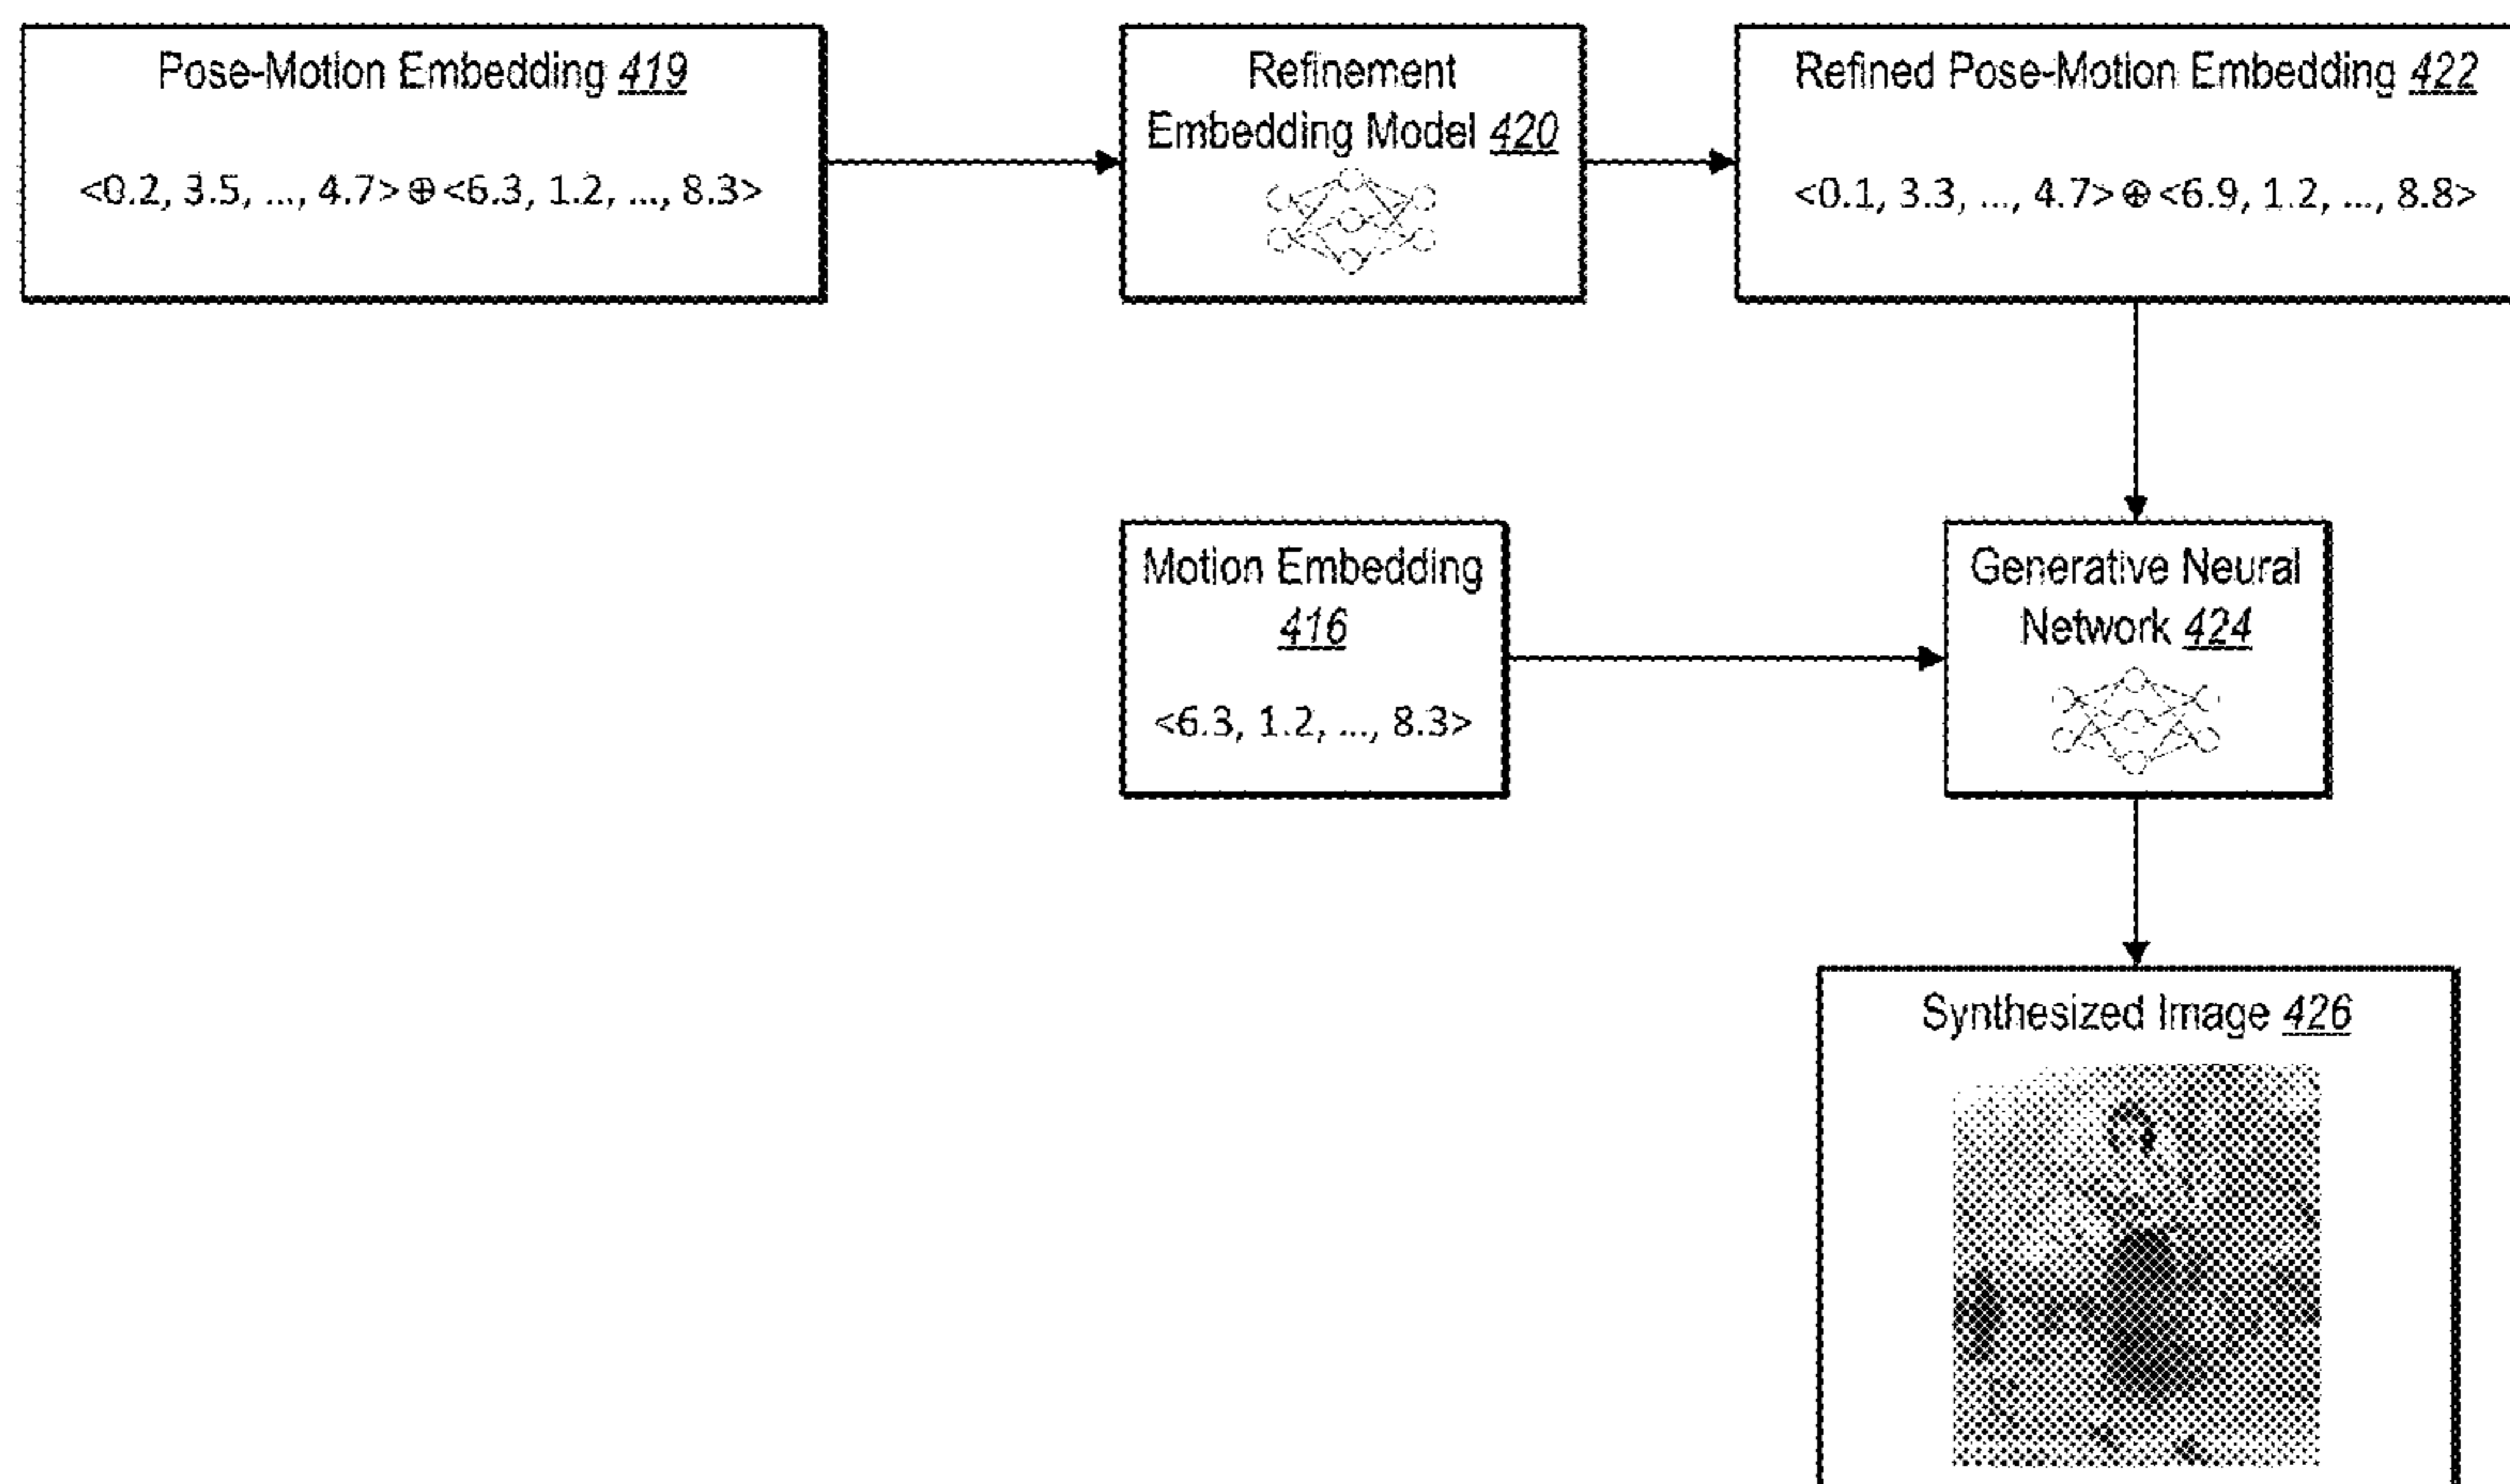 Pose-Motion Embedding 419
<0.2, 3.5, ..., 4.7>⊕<6.3, 1.2, ..., 8.3>
Refinement
Embedding Model 420
Refined Pose-Motion Embedding 422
<0.1, 3.3, ..., 4.7>⊕<6.9, 1.2, ..., 8.8>
Motion Embedding
416
<6.3, 1.2, ..., 8.3>
Generative Neural
Network 424
Synthesized Image 426